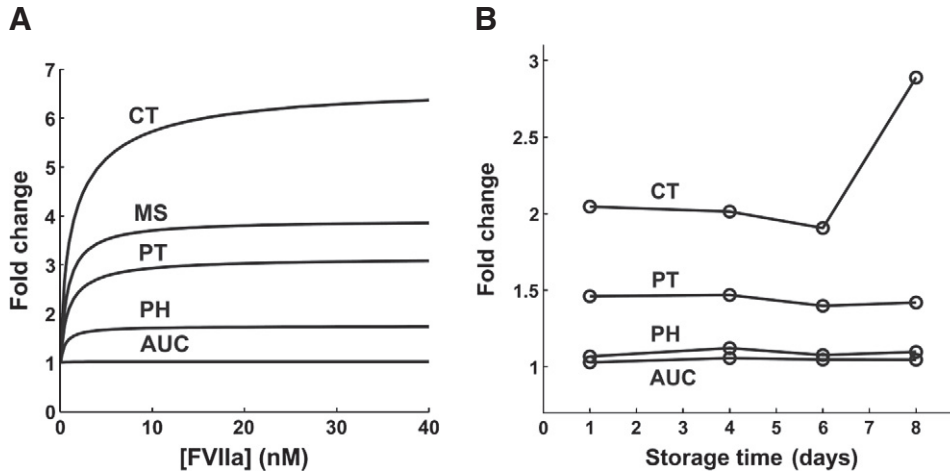 A
Fold change
7
6
5
4
3
2
1
0
CT
MS
PT
PH
AUC
0 10 20 30 40
[FVIIa] (nM)
B
Fold change
3
2.5
2
1.5
1
CT
PT
PH
AUC
0 1 2 3 4 5 6 7 8
Storage time (days)